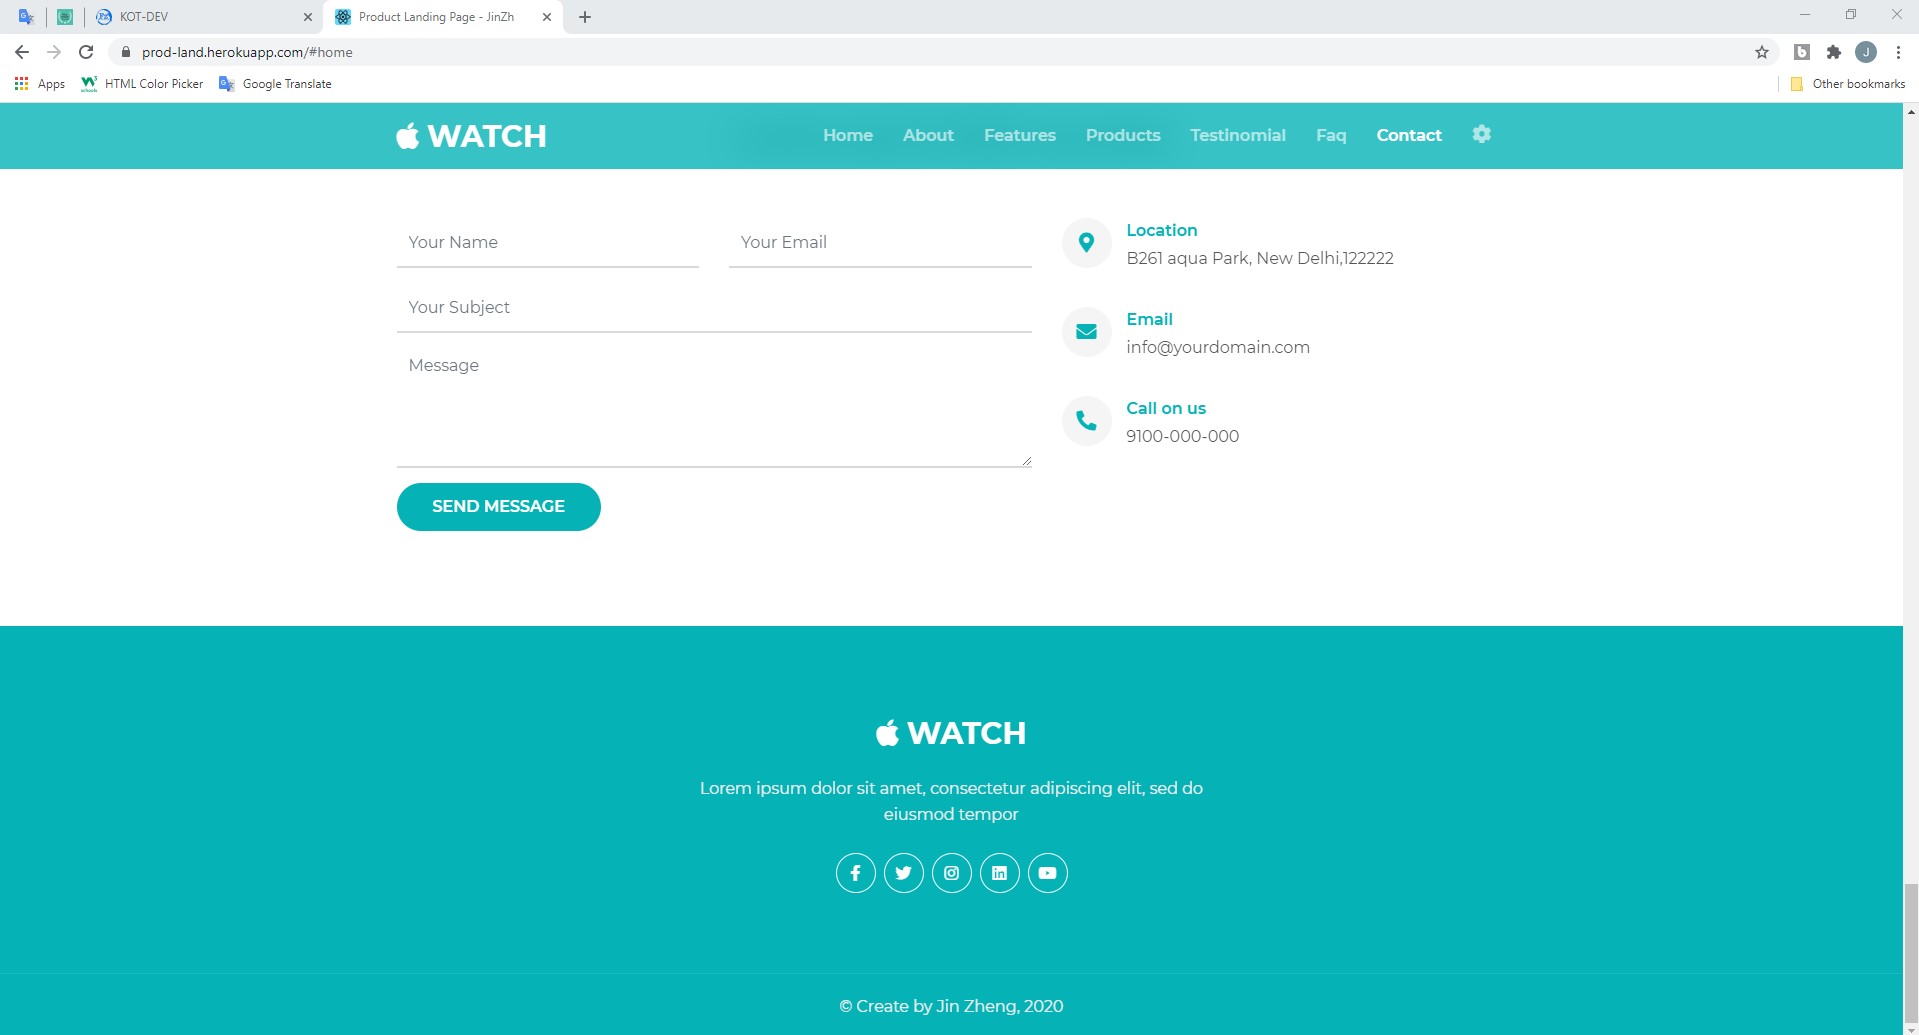 KOT-DEV
Product Landing Page - JinZh
prod-land.herokuapp.com/#home
J
Apps
HTML Color Picker
Google Translate
Other bookmarks
WATCH
Home
About
Features
Products
Testinomial
Faq
Contact
Your Name
Your Email
Your Subject
Message
SEND MESSAGE
Location
B261 aqua Park, New Delhi,122222
Email
info@yourdomain.com
Call on us
9100-000-000
WATCH
Lorem ipsum dolor sit amet, consectetur adipiscing elit, sed do
eiusmod tempor
© Create by Jin Zheng, 2020